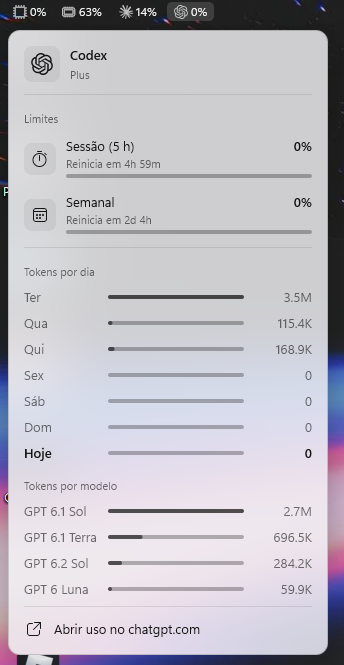 0% 63% 14% 0%
Codex
Plus
Limites
Sessão (5 h) 0%
Reinicia em 4h 59m
Semanal 0%
Reinicia em 2d 4h
Tokens por dia
Ter 3.5M
Qua 115.4K
Qui 168.9K
Sex 0
Sáb 0
Dom 0
Hoje 0
Tokens por modelo
GPT 6.1 Sol 2.7M
GPT 6.1 Terra 696.5K
GPT 6.2 Sol 284.2K
GPT 6 Luna 59.9K
Abrir uso no chatgpt.com